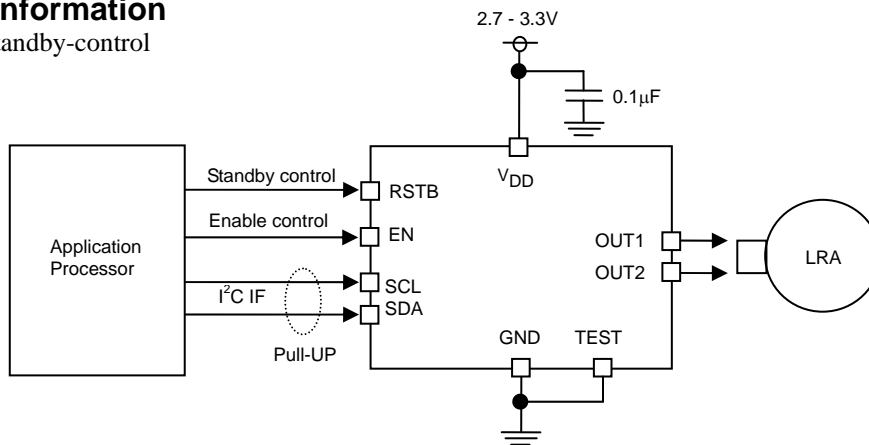 nformation
tandby-control
2.7 - 3.3V
0.1μF
Standby control
RSTB
VDD
Enable control
EN
Application
Processor
OUT1
OUT2
LRA
SCL
I²C IF
SDA
Pull-UP
GND
TEST